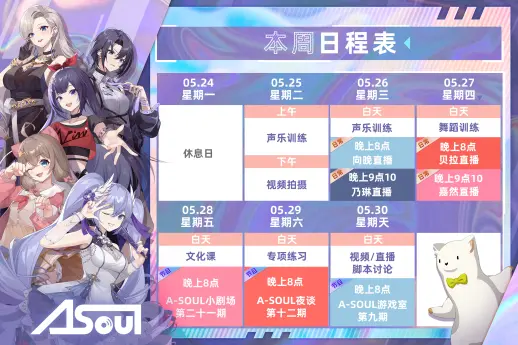 本周日程表
05.24
星期一
05.25
星期二
05.26
星期三
05.27
星期四
休息日
上午
声乐训练
下午
视频拍摄
白天
声乐训练
日常
晚上8点
向晚直播
日常
晚上9点10
乃琳直播
白天
舞蹈训练
日常
晚上8点
贝拉直播
日常
晚上9点10
嘉然直播
05.28
星期五
05.29
星期六
05.30
星期天
白天
文化课
节目
晚上8点
A-SOUL小剧场
第二十一期
白天
专项练习
节目
晚上8点
A-SOUL夜谈
第十二期
白天
视频/直播
脚本讨论
节目
晚上8点
A-SOUL游戏室
第九期
ASoul